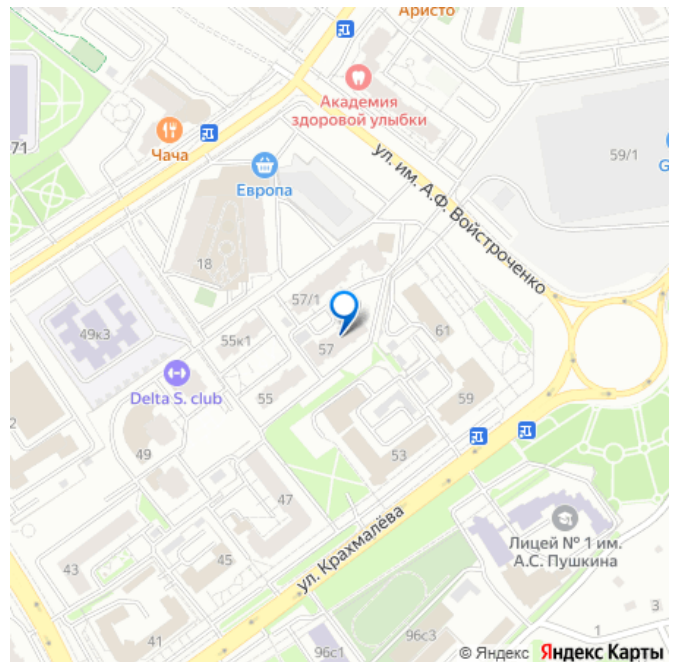 Аристо
Академия
здоровой улыбки
71
Чача
59/1
G
Европа
ул. им. А.Ф. Войстроченко
18
57/1
49к3
55к1
57
61
Delta S. club
55
59
2
49
53
47
ул. Крахмалёва
Лицей № 1 им.
А.С. Пушкина
45
43
3
1
41
96с1
96с3
© Яндекс Яндекс Карты